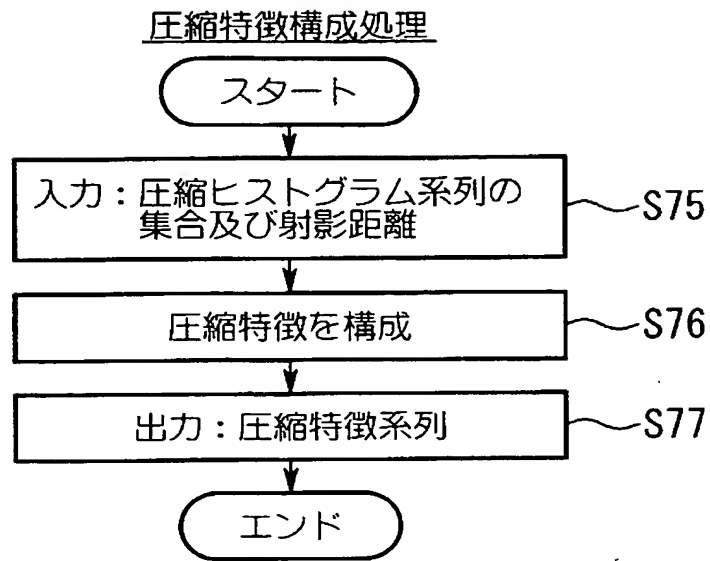 圧縮特徴構成処理
スタート
入力：圧縮ヒストグラム系列の
集合及び射影距離
S75
圧縮特徴を構成
S76
出力：圧縮特徴系列
S77
エンド